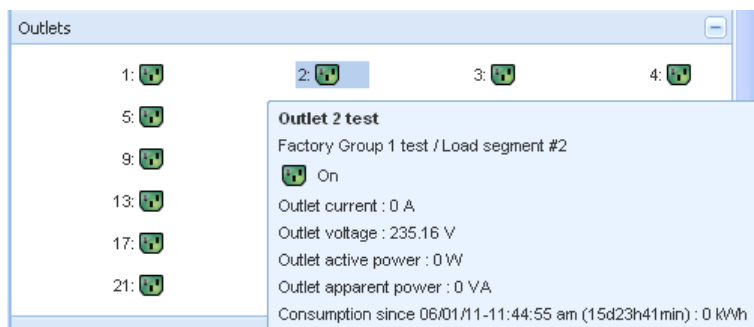 Outlets
1: 2: 3: 4:
5:
9:
13:
17:
21:
Outlet 2 test
Factory Group 1 test / Load segment #2
On
Outlet current : 0 A
Outlet voltage : 235.16 V
Outlet active power : 0 W
Outlet apparent power : 0 VA
Consumption since 06/01/11-11:44:55 am (15d23h41min) : 0 kWh